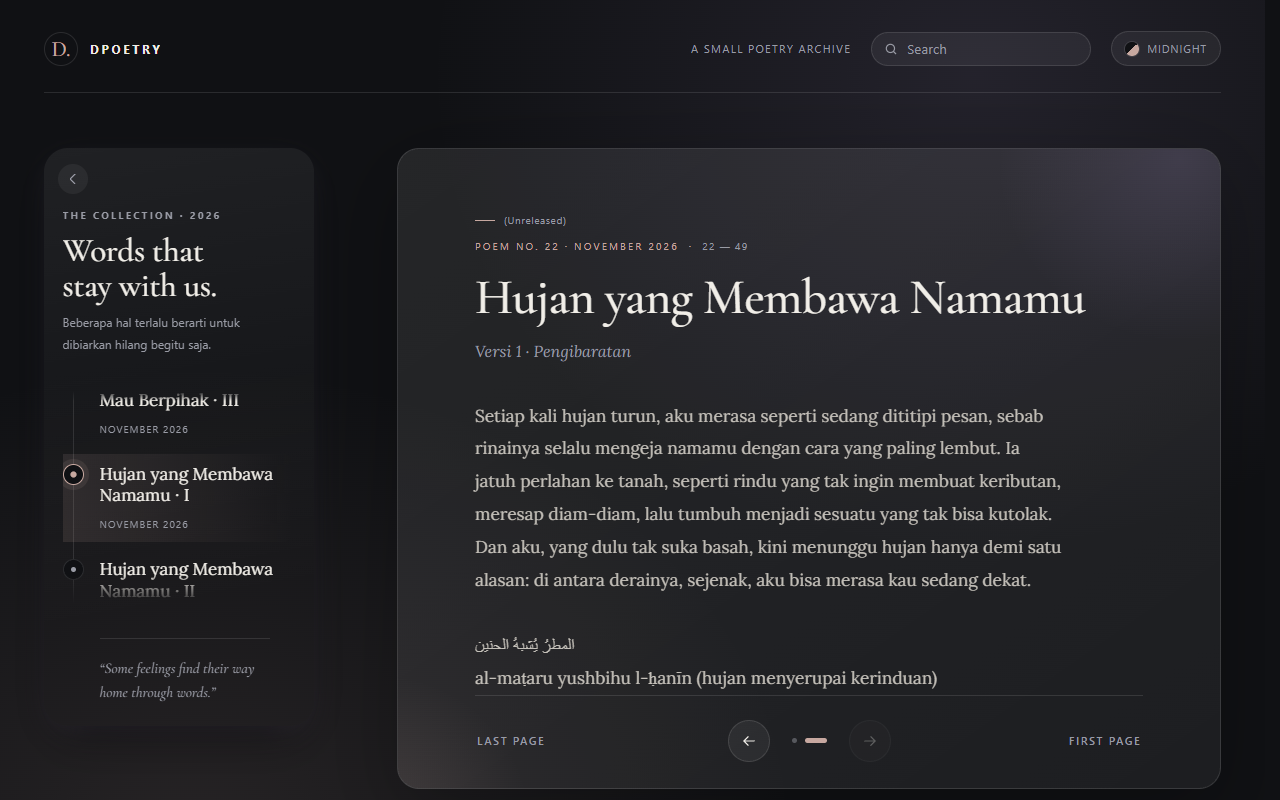 D. DPOETRY
A SMALL POETRY ARCHIVE
Search
MIDNIGHT
THE COLLECTION · 2026
Words that
stay with us.
Beberapa hal terlalu berarti untuk
dibiarkan hilang begitu saja.
Mau Berpihak · III
NOVEMBER 2026
Hujan yang Membawa
Namamu · I
NOVEMBER 2026
Hujan yang Membawa
Namamu · II
“Some feelings find their way
home through words.”
(Unreleased)
POEM NO. 22 · NOVEMBER 2026 · 22 — 49
Hujan yang Membawa Namamu
Versi 1 · Pengibaratan
Setiap kali hujan turun, aku merasa seperti sedang dititipi pesan, sebab
rinainya selalu mengeja namamu dengan cara yang paling lembut. Ia
jatuh perlahan ke tanah, seperti rindu yang tak ingin membuat keributan,
meresap diam-diam, lalu tumbuh menjadi sesuatu yang tak bisa kutolak.
Dan aku, yang dulu tak suka basah, kini menunggu hujan hanya demi satu
alasan: di antara derainya, sejenak, aku bisa merasa kau sedang dekat.
المطرُ يُشبهُ الحنين
al-maṭaru yushbihu l-ḥanīn (hujan menyerupai kerinduan)
LAST PAGE
FIRST PAGE